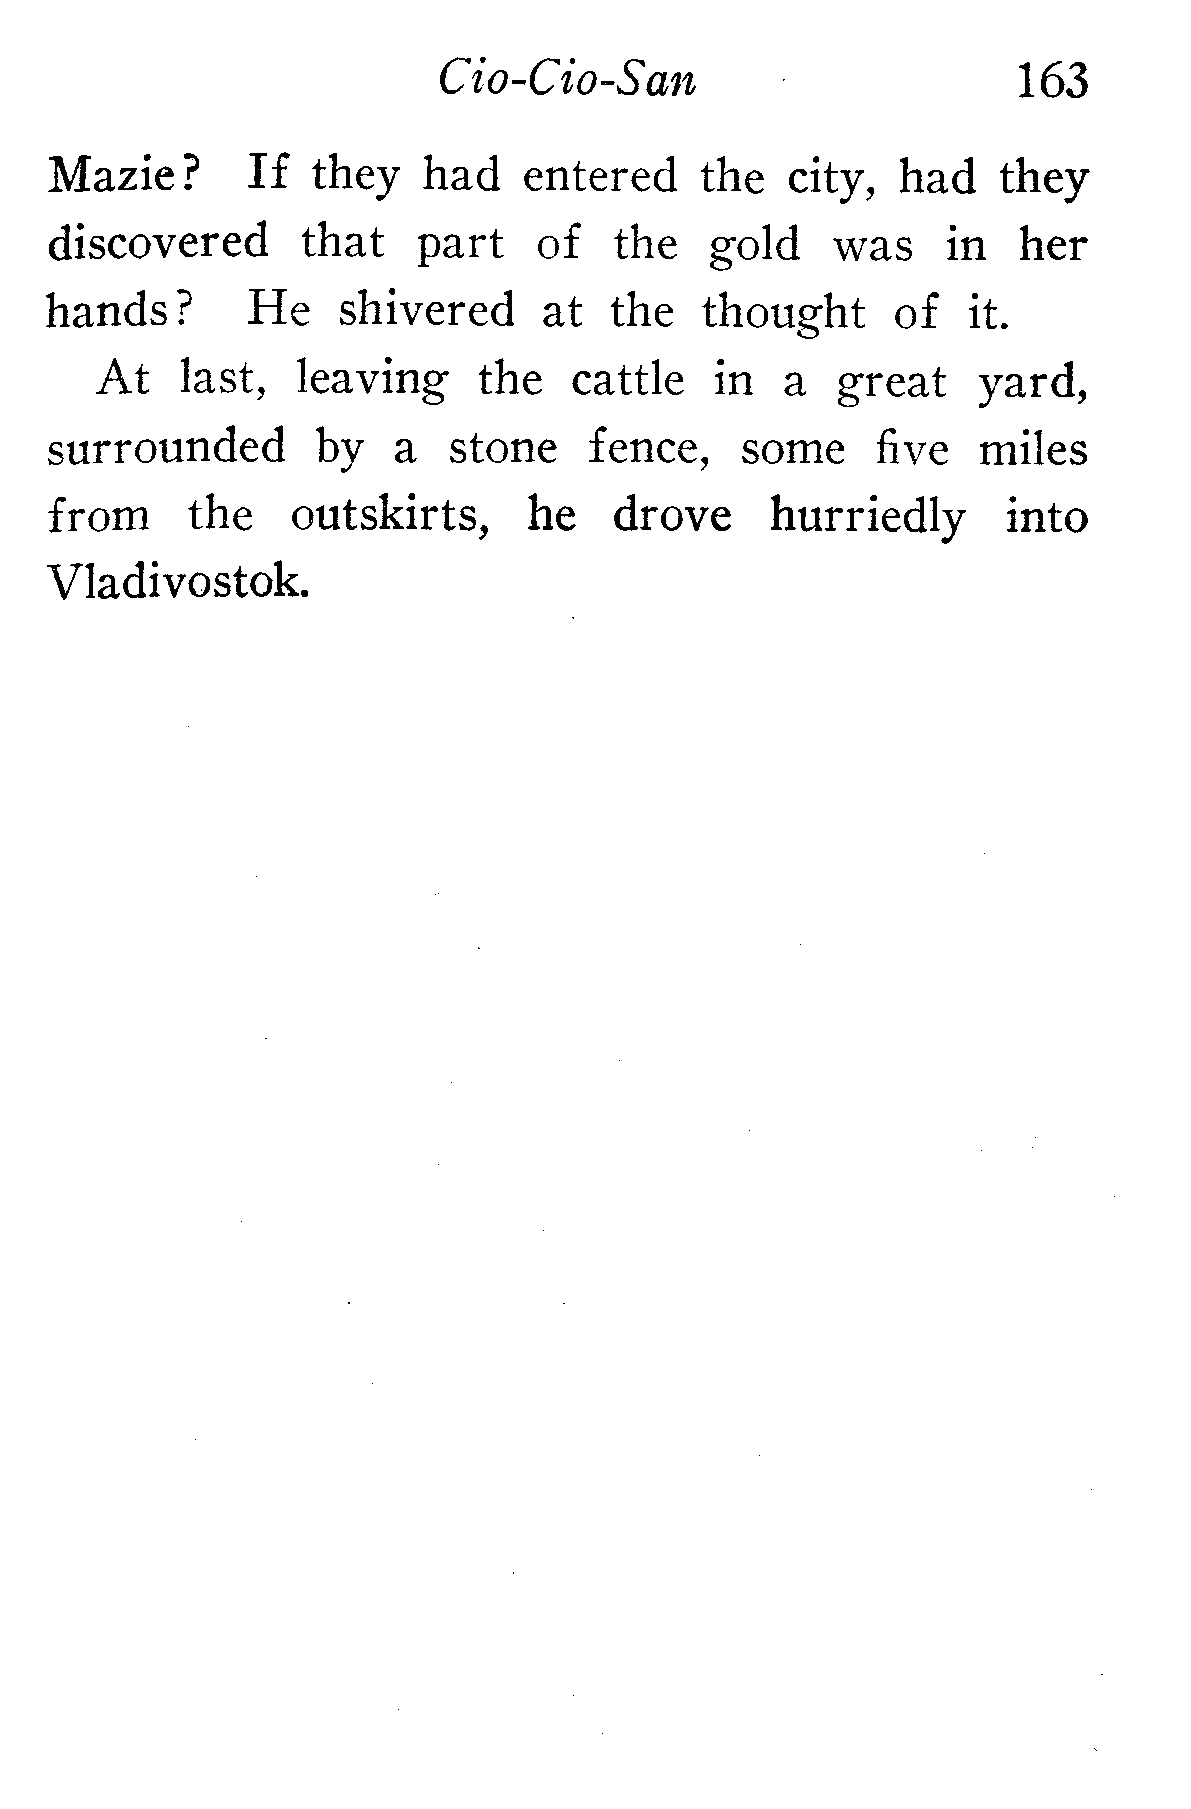 Cio-Cio-San 163
Mazie? If they had entered the city, had they
discovered that part of the gold was in her
hands? He shivered at the thought of it.
At last, leaving the cattle in a great yard,
surrounded by a stone fence, some five miles
from the outskirts, he drove hurriedly into
Vladivostok.